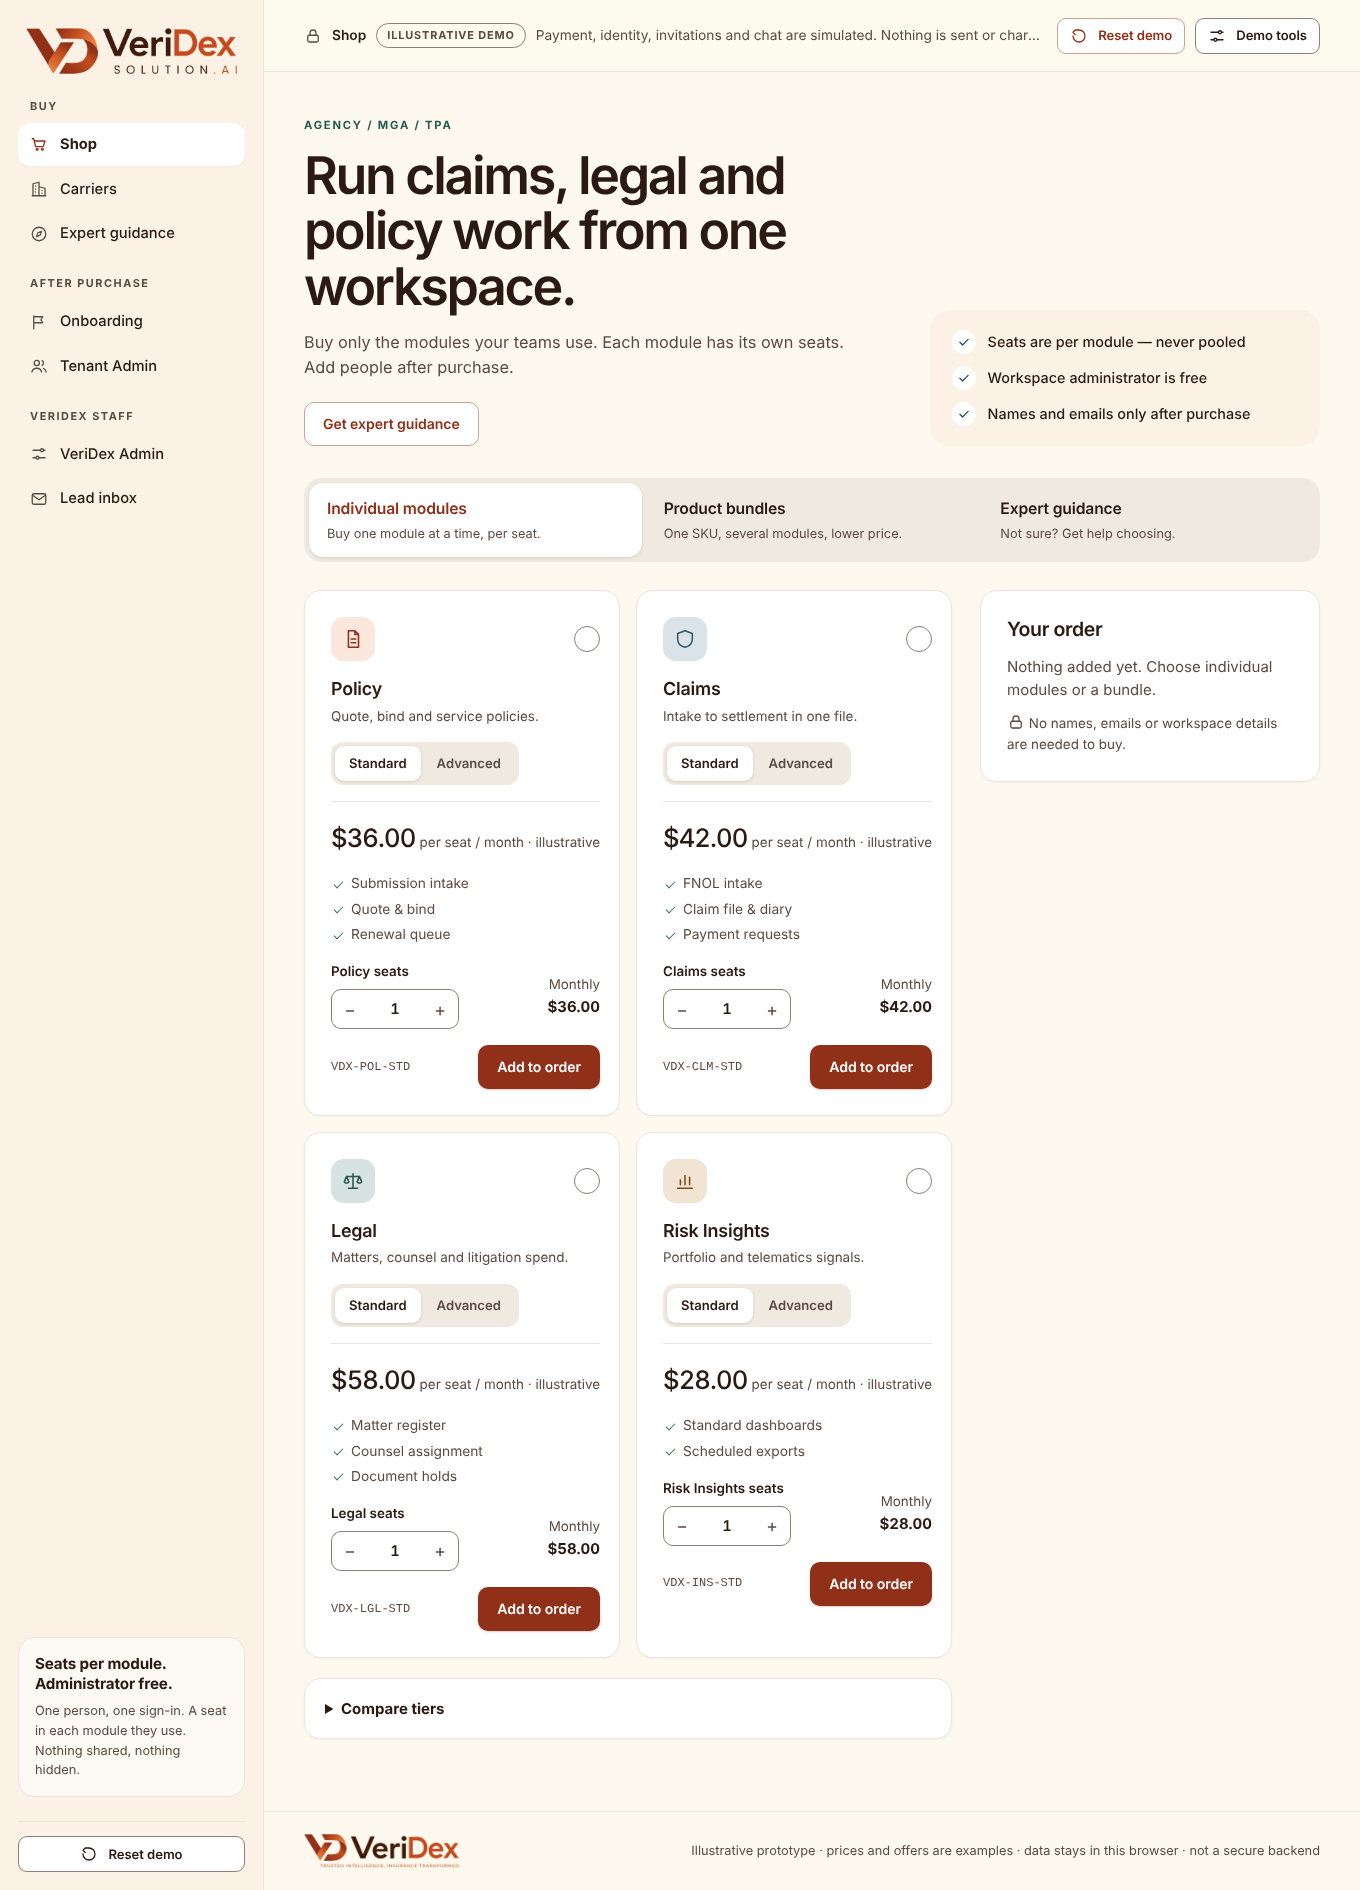 VeriDex
SOLUTION.AI
BUY
Shop
Carriers
Expert guidance
AFTER PURCHASE
Onboarding
Tenant Admin
VERIDEX STAFF
VeriDex Admin
Lead inbox
Seats per module.
Administrator free.
One person, one sign-in. A seat
in each module they use.
Nothing shared, nothing
hidden.
Reset demo
Shop ILLUSTRATIVE DEMO Payment, identity, invitations and chat are simulated. Nothing is sent or char... Reset demo Demo tools
AGENCY / MGA / TPA
Run claims, legal and
policy work from one
workspace.
Buy only the modules your teams use. Each module has its own seats.
Add people after purchase.
Get expert guidance
Seats are per module — never pooled
Workspace administrator is free
Names and emails only after purchase
Individual modules
Buy one module at a time, per seat.
Product bundles
One SKU, several modules, lower price.
Expert guidance
Not sure? Get help choosing.
Policy
Quote, bind and service policies.
Standard Advanced
$36.00 per seat / month · illustrative
Submission intake
Quote & bind
Renewal queue
Policy seats
− 1 +
Monthly
$36.00
VDX-POL-STD
Add to order
Claims
Intake to settlement in one file.
Standard Advanced
$42.00 per seat / month · illustrative
FNOL intake
Claim file & diary
Payment requests
Claims seats
− 1 +
Monthly
$42.00
VDX-CLM-STD
Add to order
Your order
Nothing added yet. Choose individual
modules or a bundle.
No names, emails or workspace details
are needed to buy.
Legal
Matters, counsel and litigation spend.
Standard Advanced
$58.00 per seat / month · illustrative
Matter register
Counsel assignment
Document holds
Legal seats
− 1 +
Monthly
$58.00
VDX-LGL-STD
Add to order
Risk Insights
Portfolio and telematics signals.
Standard Advanced
$28.00 per seat / month · illustrative
Standard dashboards
Scheduled exports
Risk Insights seats
− 1 +
Monthly
$28.00
VDX-INS-STD
Add to order
Compare tiers
VeriDex
TRUSTED INTELLIGENCE, INSURANCE TRANSFORMED
Illustrative prototype · prices and offers are examples · data stays in this browser · not a secure backend